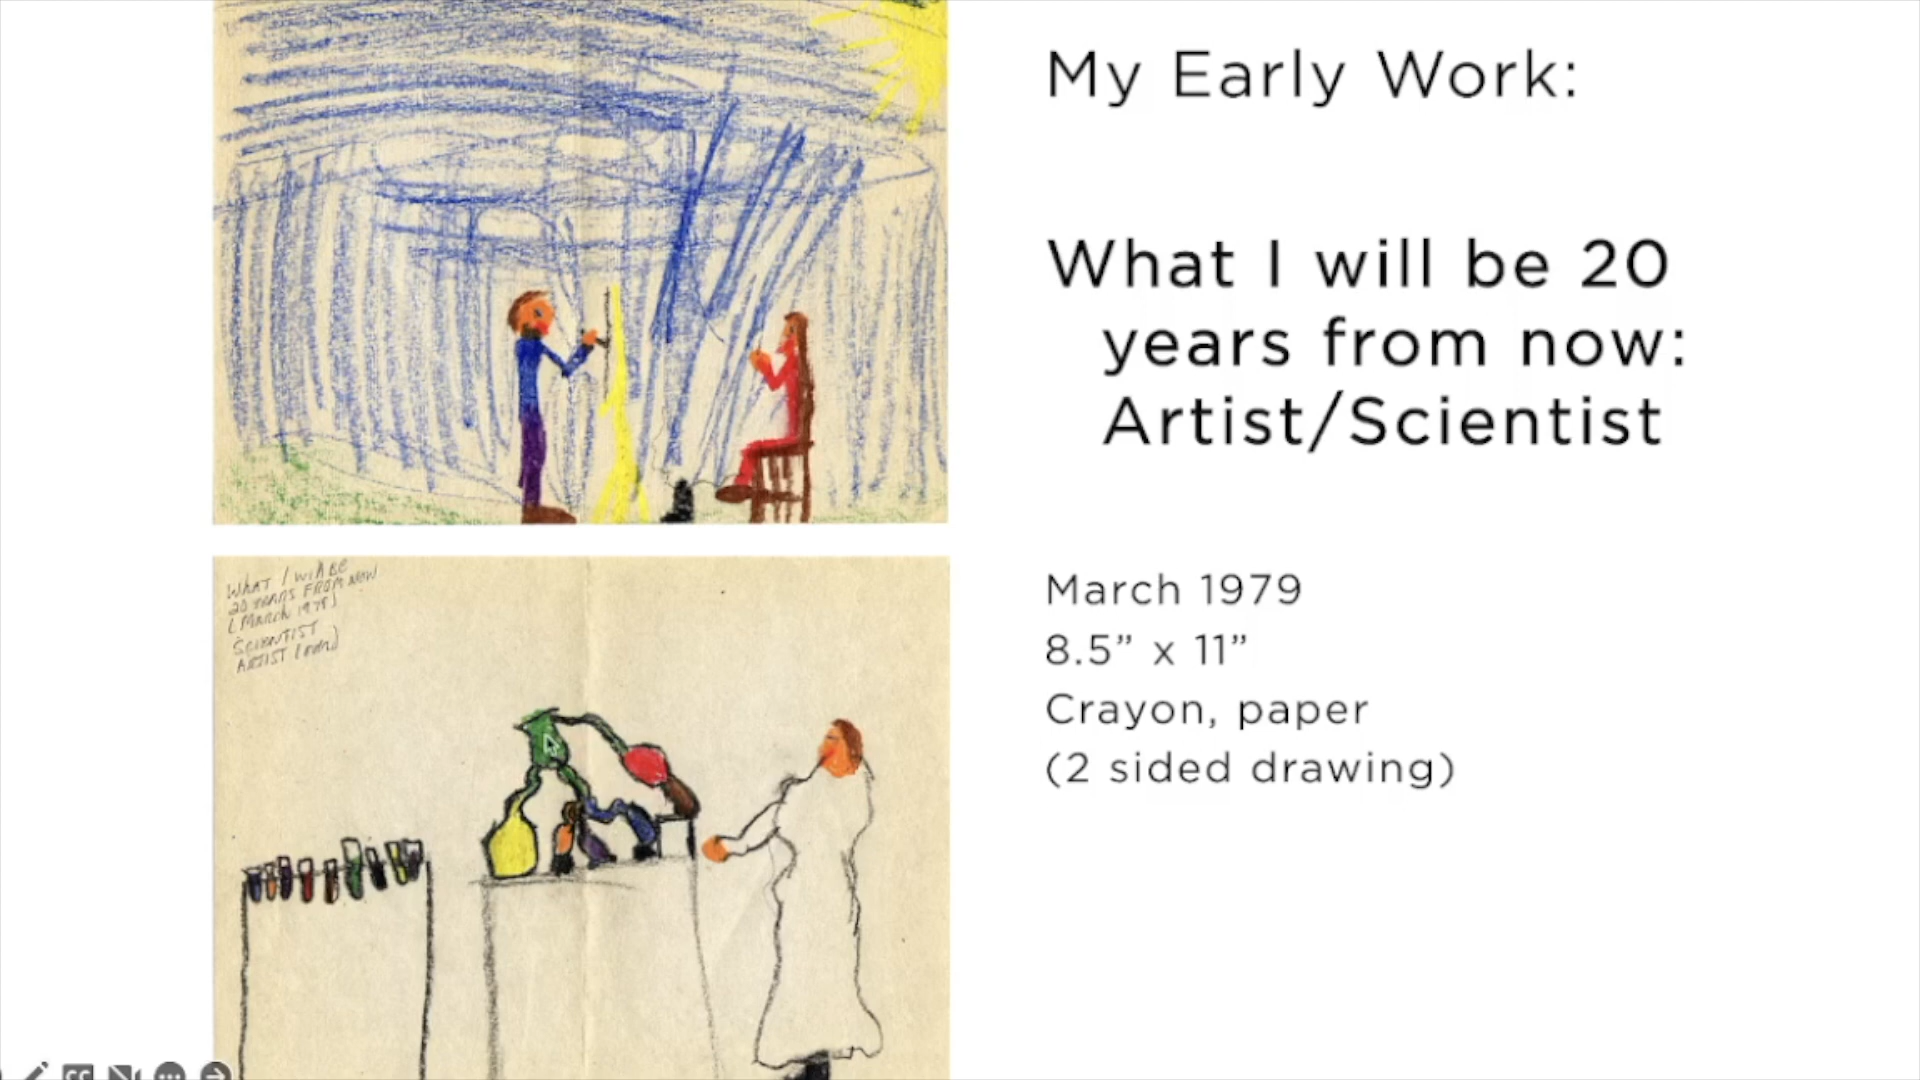 My Early Work:
What I will be 20
years from now:
Artist/Scientist
March 1979
8.5” x 11”
Crayon, paper
(2 sided drawing)
WHAT I WILL BE
20 YEARS FROM NOW
(MARCH 1979)
SCIENTIST
ARTIST
CC